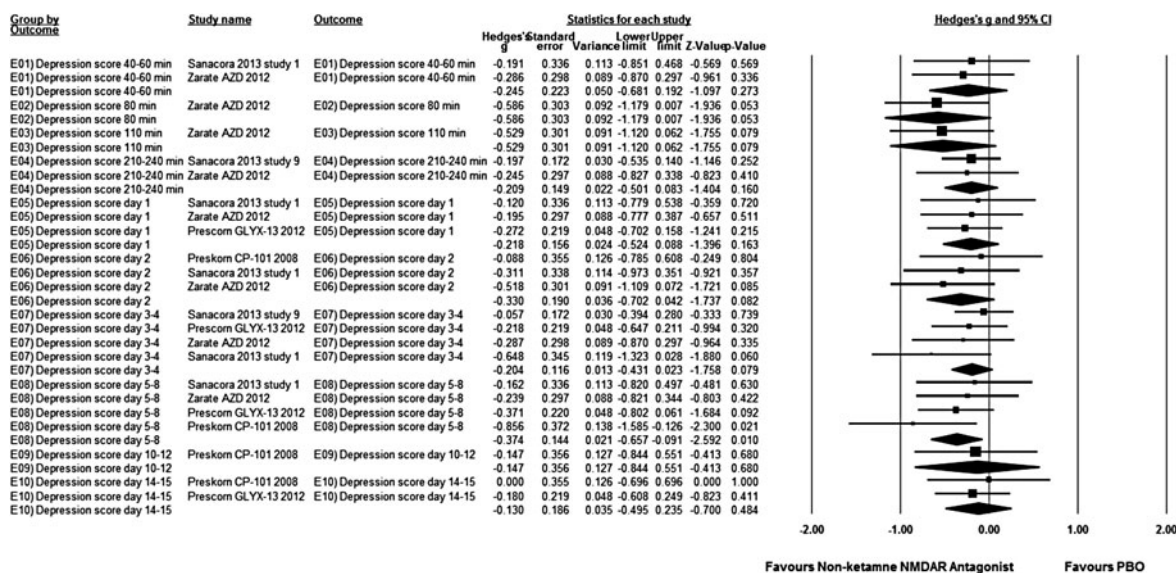 Group by Outcome Study name Outcome Statistics for each study Hedges's g and 95% CI
Hedges's g Standard error Variance Lower limit Upper limit Z-Value p-Value
E01) Depression score 40-60 min Sanacora 2013 study 1 E01) Depression score 40-60 min -0.191 0.336 0.113 -0.851 0.468 -0.569 0.569
E01) Depression score 40-60 min Zarate AZD 2012 E01) Depression score 40-60 min -0.286 0.298 0.089 -0.870 0.297 -0.961 0.336
E01) Depression score 40-60 min -0.245 0.223 0.050 -0.681 0.192 -1.097 0.273
E02) Depression score 80 min Zarate AZD 2012 E02) Depression score 80 min -0.586 0.303 0.092 -1.179 0.007 -1.936 0.053
E02) Depression score 80 min -0.586 0.303 0.092 -1.179 0.007 -1.936 0.053
E03) Depression score 110 min Zarate AZD 2012 E03) Depression score 110 min -0.529 0.301 0.091 -1.120 0.062 -1.755 0.079
E03) Depression score 110 min -0.529 0.301 0.091 -1.120 0.062 -1.755 0.079
E04) Depression score 210-240 min Sanacora 2013 study 9 E04) Depression score 210-240 min -0.197 0.172 0.030 -0.535 0.140 -1.146 0.252
E04) Depression score 210-240 min Zarate AZD 2012 E04) Depression score 210-240 min -0.245 0.297 0.088 -0.827 0.338 -0.823 0.410
E04) Depression score 210-240 min -0.209 0.149 0.022 -0.501 0.083 -1.404 0.160
E05) Depression score day 1 Sanacora 2013 study 1 E05) Depression score day 1 -0.120 0.336 0.113 -0.779 0.538 -0.359 0.720
E05) Depression score day 1 Zarate AZD 2012 E05) Depression score day 1 -0.195 0.297 0.088 -0.777 0.387 -0.657 0.511
E05) Depression score day 1 Prescorn GLYX-13 2012 E05) Depression score day 1 -0.272 0.219 0.048 -0.702 0.158 -1.241 0.215
E05) Depression score day 1 -0.218 0.156 0.024 -0.524 0.088 -1.396 0.163
E06) Depression score day 2 Preskorn CP-101 2008 E06) Depression score day 2 -0.088 0.355 0.126 -0.785 0.608 -0.249 0.804
E06) Depression score day 2 Sanacora 2013 study 1 E06) Depression score day 2 -0.311 0.338 0.114 -0.973 0.351 -0.921 0.357
E06) Depression score day 2 Zarate AZD 2012 E06) Depression score day 2 -0.518 0.301 0.091 -1.109 0.072 -1.721 0.085
E06) Depression score day 2 -0.330 0.190 0.036 -0.702 0.042 -1.737 0.082
E07) Depression score day 3-4 Sanacora 2013 study 9 E07) Depression score day 3-4 -0.057 0.172 0.030 -0.394 0.280 -0.333 0.739
E07) Depression score day 3-4 Prescorn GLYX-13 2012 E07) Depression score day 3-4 -0.218 0.219 0.048 -0.647 0.211 -0.994 0.320
E07) Depression score day 3-4 Zarate AZD 2012 E07) Depression score day 3-4 -0.287 0.298 0.089 -0.870 0.297 -0.964 0.335
E07) Depression score day 3-4 Sanacora 2013 study 1 E07) Depression score day 3-4 -0.648 0.345 0.119 -1.323 0.028 -1.880 0.060
E07) Depression score day 3-4 -0.204 0.116 0.013 -0.431 0.023 -1.758 0.079
E08) Depression score day 5-8 Sanacora 2013 study 1 E08) Depression score day 5-8 -0.162 0.336 0.113 -0.820 0.497 -0.481 0.630
E08) Depression score day 5-8 Zarate AZD 2012 E08) Depression score day 5-8 -0.239 0.297 0.088 -0.821 0.344 -0.803 0.422
E08) Depression score day 5-8 Prescorn GLYX-13 2012 E08) Depression score day 5-8 -0.371 0.220 0.048 -0.802 0.061 -1.684 0.092
E08) Depression score day 5-8 Preskorn CP-101 2008 E08) Depression score day 5-8 -0.856 0.372 0.138 -1.585 -0.126 -2.300 0.021
E08) Depression score day 5-8 -0.374 0.144 0.021 -0.657 -0.091 -2.592 0.010
E09) Depression score day 10-12 Preskorn CP-101 2008 E09) Depression score day 10-12 -0.147 0.356 0.127 -0.844 0.551 -0.413 0.680
E09) Depression score day 10-12 -0.147 0.356 0.127 -0.844 0.551 -0.413 0.680
E10) Depression score day 14-15 Preskorn CP-101 2008 E10) Depression score day 14-15 0.000 0.355 0.126 -0.696 0.696 0.000 1.000
E10) Depression score day 14-15 Prescorn GLYX-13 2012 E10) Depression score day 14-15 -0.180 0.219 0.048 -0.608 0.249 -0.823 0.411
E10) Depression score day 14-15 -0.130 0.186 0.035 -0.495 0.235 -0.700 0.484
-2.00 -1.00 0.00 1.00 2.00
Favours Non-ketamne NMDAR Antagonist Favours PBO